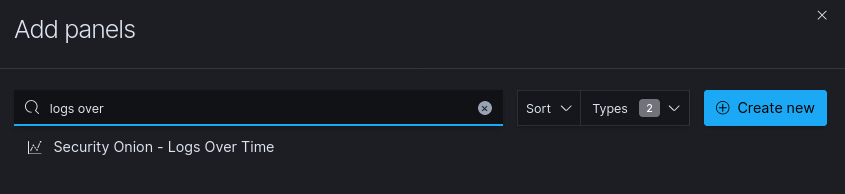 Add panels
logs over
Sort
Types 2
Create new
Security Onion - Logs Over Time